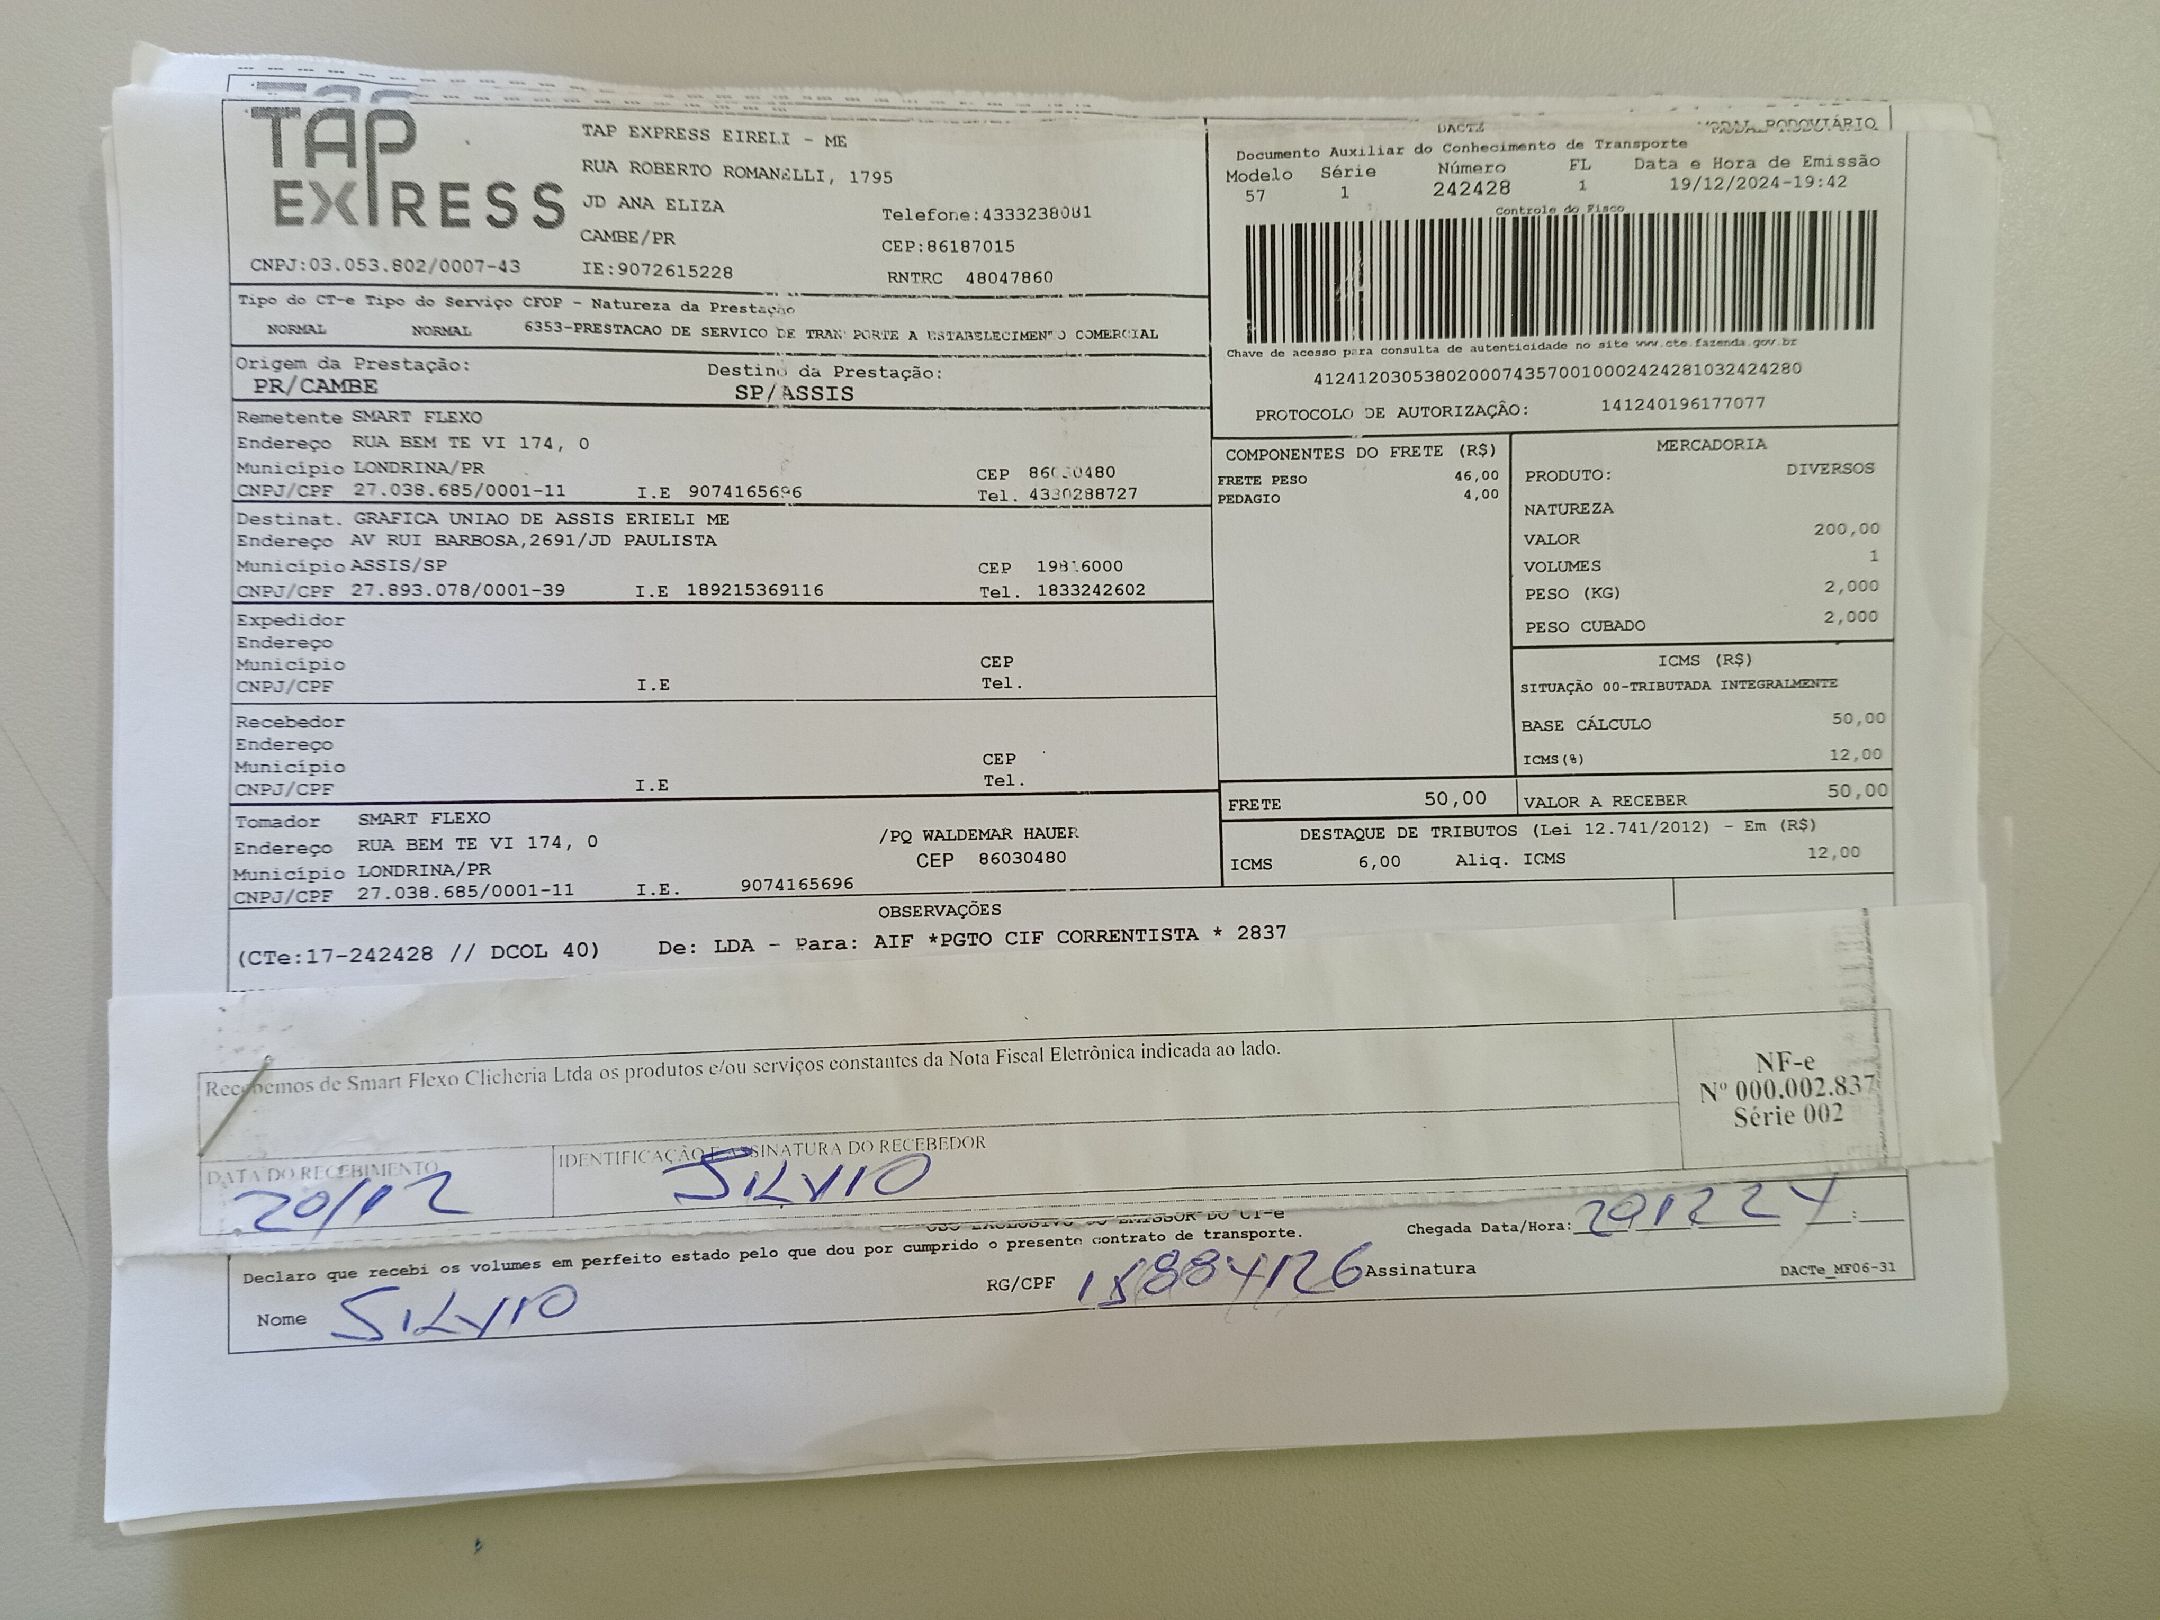 TAP EXPRESS
TAP EXPRESS EIRELI - ME
RUA ROBERTO ROMANELLI, 1795
JD ANA ELIZA
Telefone:4333238081
CAMBE/PR
CEP:86187015
CNPJ:03.053.802/0007-43
IE:9072615228
RNTRC 48047860
Tipo do CT-e Tipo do Serviço CFOP - Natureza da Prestação
NORMAL NORMAL 6353-PRESTACAO DE SERVICO DE TRANSPORTE A ESTABELECIMENTO COMERCIAL
Origem da Prestação: Destino da Prestação:
PR/CAMBE SP/ASSIS
DACTE MODAL RODOVIÁRIO
Documento Auxiliar do Conhecimento de Transporte
Modelo Série Número FL Data e Hora de Emissão
57 1 242428 1 19/12/2024-19:42
Controle do Fisco
Chave de acesso para consulta de autenticidade no site www.cte.fazenda.gov.br
41241203053802000743570010002424281032424280
PROTOCOLO DE AUTORIZAÇÃO: 141240196177077
Remetente SMART FLEXO
Endereço RUA BEM TE VI 174, 0
Município LONDRINA/PR CEP 86030480
CNPJ/CPF 27.038.685/0001-11 I.E 9074165696 Tel. 4330288727
Destinat. GRAFICA UNIAO DE ASSIS ERIELI ME
Endereço AV RUI BARBOSA,2691/JD PAULISTA
Município ASSIS/SP CEP 19816000
CNPJ/CPF 27.893.078/0001-39 I.E 189215369116 Tel. 1833242602
Expedidor
Endereço
Município CEP
CNPJ/CPF I.E Tel.
Recebedor
Endereço
Município CEP
CNPJ/CPF I.E Tel.
Tomador SMART FLEXO
Endereço RUA BEM TE VI 174, 0 /PQ WALDEMAR HAUER
Município LONDRINA/PR CEP 86030480
CNPJ/CPF 27.038.685/0001-11 I.E. 9074165696
COMPONENTES DO FRETE (R$)
FRETE PESO 46,00
PEDAGIO 4,00
MERCADORIA
PRODUTO: DIVERSOS
NATUREZA
VALOR 200,00
VOLUMES 1
PESO (KG) 2,000
PESO CUBADO 2,000
ICMS (R$)
SITUAÇÃO 00-TRIBUTADA INTEGRALMENTE
BASE CÁLCULO 50,00
ICMS(%) 12,00
FRETE 50,00 VALOR A RECEBER 50,00
DESTAQUE DE TRIBUTOS (Lei 12.741/2012) - Em (R$)
ICMS 6,00 Aliq. ICMS 12,00
OBSERVAÇÕES
(CTe:17-242428 // DCOL 40) De: LDA - Para: AIF *PGTO CIF CORRENTISTA * 2837
Recebemos de Smart Flexo Clicheria Ltda os produtos e/ou serviços constantes da Nota Fiscal Eletrônica indicada ao lado.
NF-e
Nº 000.002.837
Série 002
DATA DO RECEBIMENTO IDENTIFICAÇÃO E ASSINATURA DO RECEBEDOR
20/12 SILVIO
USO EXCLUSIVO DO EMISSOR DO CT-e
Declaro que recebi os volumes em perfeito estado pelo que dou por cumprido o presente contrato de transporte.
Chegada Data/Hora: :
Nome SILVIO RG/CPF Assinatura
DACTe_MF06-31